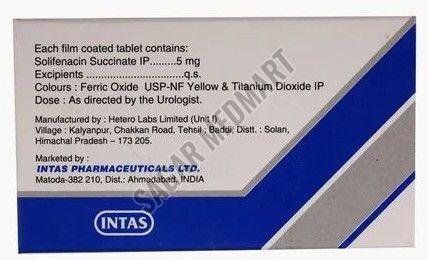 Each film coated tablet contains:
Solifenacin Succinate IP.........5 mg
Excipients ..............................q.s.
Colours : Ferric Oxide USP-NF Yellow & Titanium Dioxide IP
Dose : As directed by the Urologist.
Manufactured by : Hetero Labs Limited (Unit I)
Village : Kalyanpur, Chakkan Road, Tehsil : Baddi, Distt. : Solan,
Himachal Pradesh – 173 205.
Marketed by :
INTAS PHARMACEUTICALS LTD.
Matoda-382 210, Dist.: Ahmedabad, INDIA
INTAS
SAGAR MEDMART